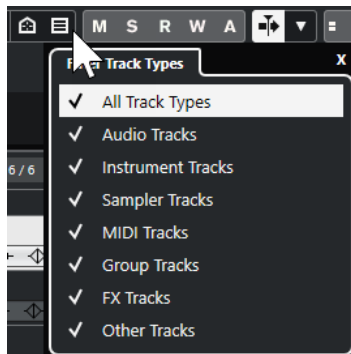 M S R W A
Filter Track Types X
6 / 6
All Track Types
Audio Tracks
Instrument Tracks
Sampler Tracks
MIDI Tracks
Group Tracks
FX Tracks
Other Tracks